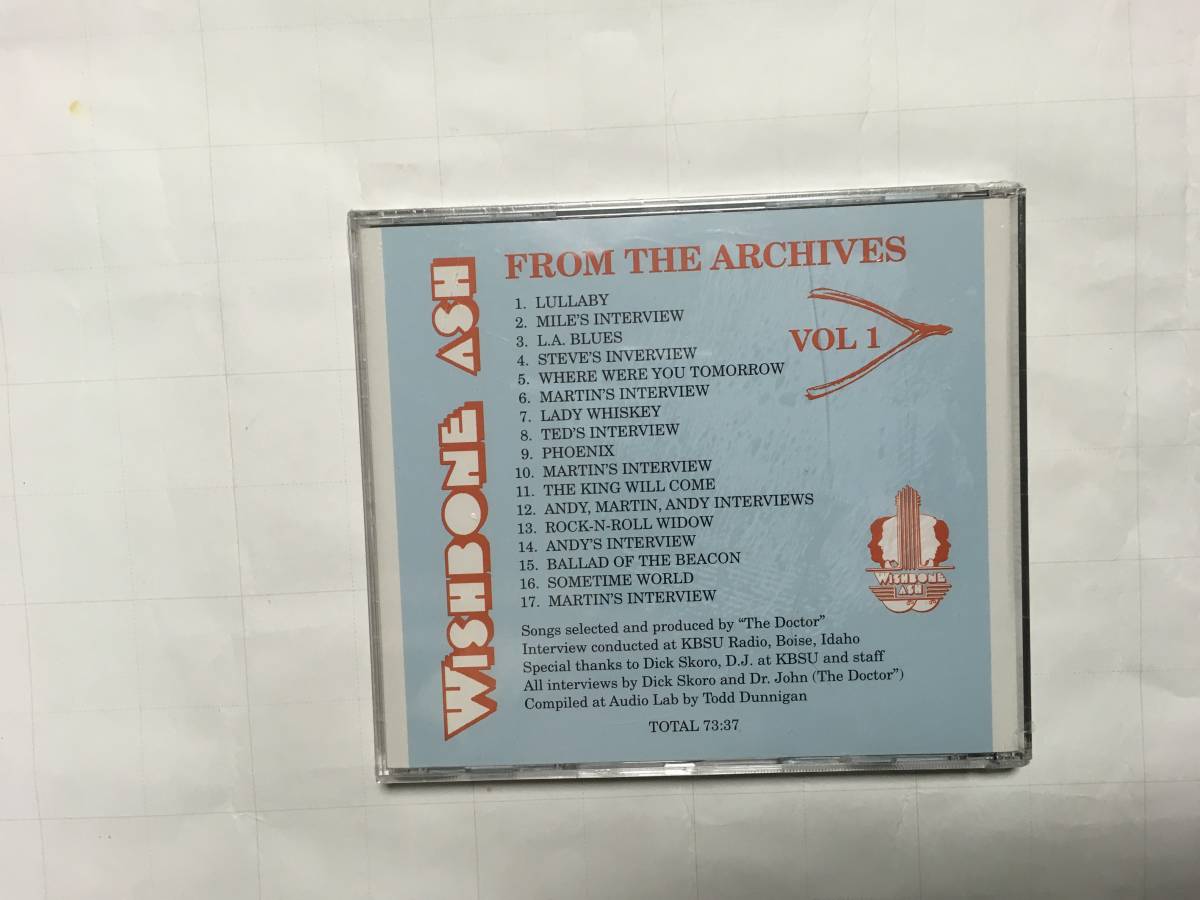 WISHBONE ASH
FROM THE ARCHIVES
VOL 1
1. LULLABY
2. MILE'S INTERVIEW
3. L.A. BLUES
4. STEVE'S INVERVIEW
5. WHERE WERE YOU TOMORROW
6. MARTIN'S INTERVIEW
7. LADY WHISKEY
8. TED'S INTERVIEW
9. PHOENIX
10. MARTIN'S INTERVIEW
11. THE KING WILL COME
12. ANDY, MARTIN, ANDY INTERVIEWS
13. ROCK-N-ROLL WIDOW
14. ANDY'S INTERVIEW
15. BALLAD OF THE BEACON
16. SOMETIME WORLD
17. MARTIN'S INTERVIEW
WISHBONE
ASH
Songs selected and produced by “The Doctor”
Interview conducted at KBSU Radio, Boise, Idaho
Special thanks to Dick Skoro, D.J. at KBSU and staff
All interviews by Dick Skoro and Dr. John (The Doctor”)
Compiled at Audio Lab by Todd Dunnigan
TOTAL 73:37